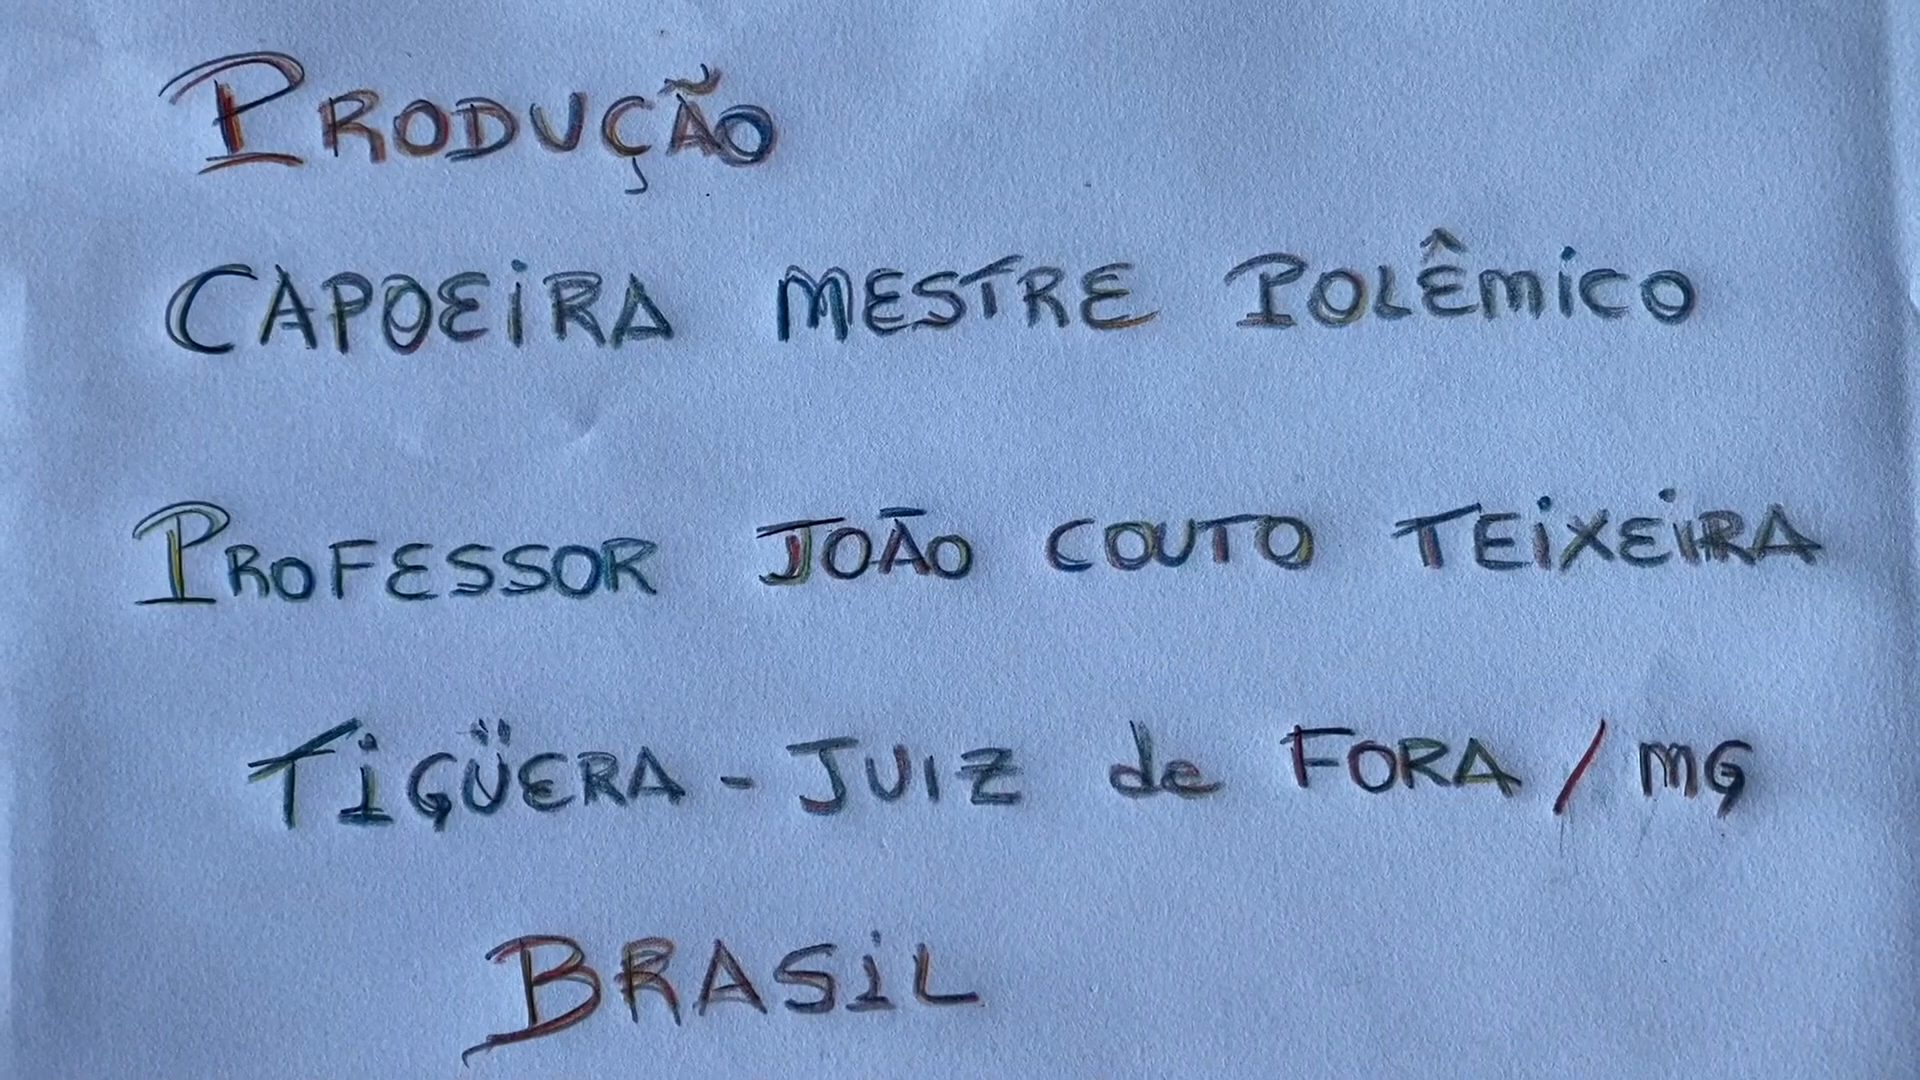 PRODUÇÃO
CAPOEiRA MESTRE POLÊMiCO
PROFESSOR JOÃO COUTO TEiXEiRA
TiGÜERA - JUIZ de FORA / MG
BRASiL